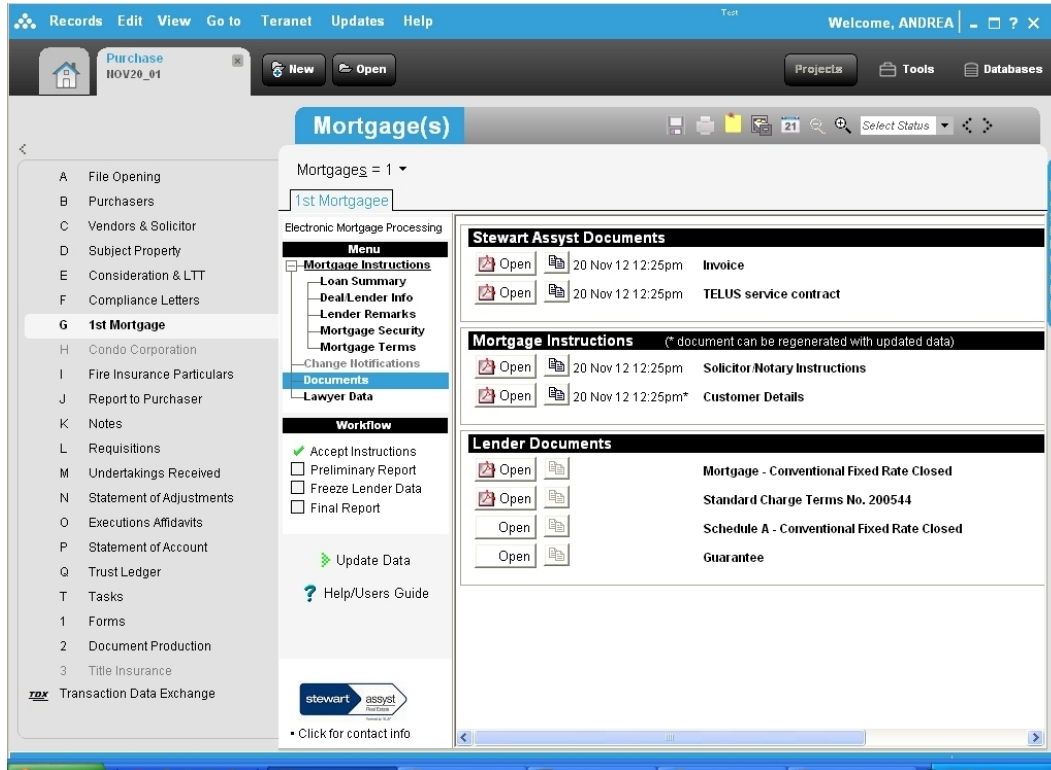 Records Edit View Go to Teranet Updates Help
Test
Welcome, ANDREA
Purchase
NOV20_01
New
Open
Projects
Tools
Databases
Mortgage(s)
21
Select Status
Mortgages = 1
1st Mortgagee
A File Opening
B Purchasers
C Vendors & Solicitor
D Subject Property
E Consideration & LTT
F Compliance Letters
G 1st Mortgage
H Condo Corporation
I Fire Insurance Particulars
J Report to Purchaser
K Notes
L Requisitions
M Undertakings Received
N Statement of Adjustments
O Executions Affidavits
P Statement of Account
Q Trust Ledger
T Tasks
1 Forms
2 Document Production
3 Title Insurance
TDX Transaction Data Exchange
Electronic Mortgage Processing
Menu
Mortgage Instructions
Loan Summary
Deal/Lender Info
Lender Remarks
Mortgage Security
Mortgage Terms
Change Notifications
Documents
Lawyer Data
Workflow
Accept Instructions
Preliminary Report
Freeze Lender Data
Final Report
Update Data
? Help/Users Guide
stewart assyst
Real Estate
• Click for contact info
Stewart Assyst Documents
Open 20 Nov 12 12:25pm Invoice
Open 20 Nov 12 12:25pm TELUS service contract
Mortgage Instructions (* document can be regenerated with updated data)
Open 20 Nov 12 12:25pm Solicitor/Notary Instructions
Open 20 Nov 12 12:25pm* Customer Details
Lender Documents
Open Mortgage - Conventional Fixed Rate Closed
Open Standard Charge Terms No. 200544
Open Schedule A - Conventional Fixed Rate Closed
Open Guarantee